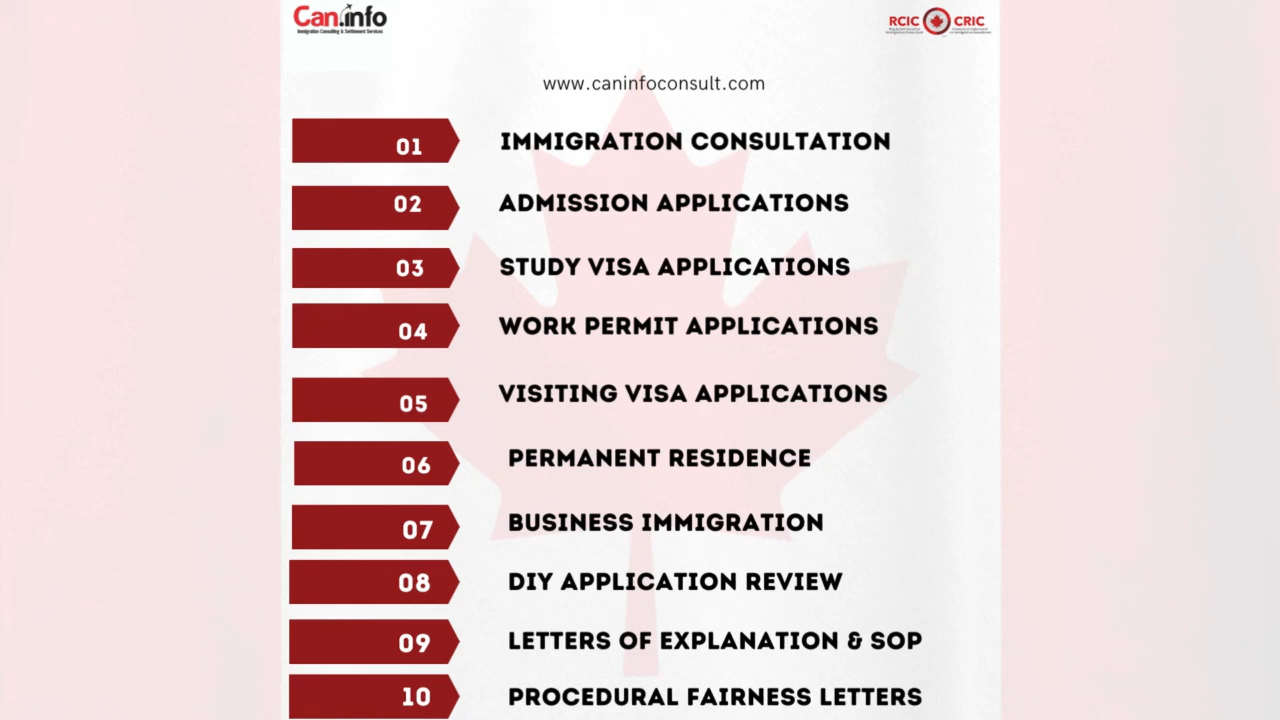 Can.info
Immigration Consulting & Settlement Services
RCIC CRIC
www.caninfoconsult.com
01 IMMIGRATION CONSULTATION
02 ADMISSION APPLICATIONS
03 STUDY VISA APPLICATIONS
04 WORK PERMIT APPLICATIONS
05 VISITING VISA APPLICATIONS
06 PERMANENT RESIDENCE
07 BUSINESS IMMIGRATION
08 DIY APPLICATION REVIEW
09 LETTERS OF EXPLANATION & SOP
10 PROCEDURAL FAIRNESS LETTERS